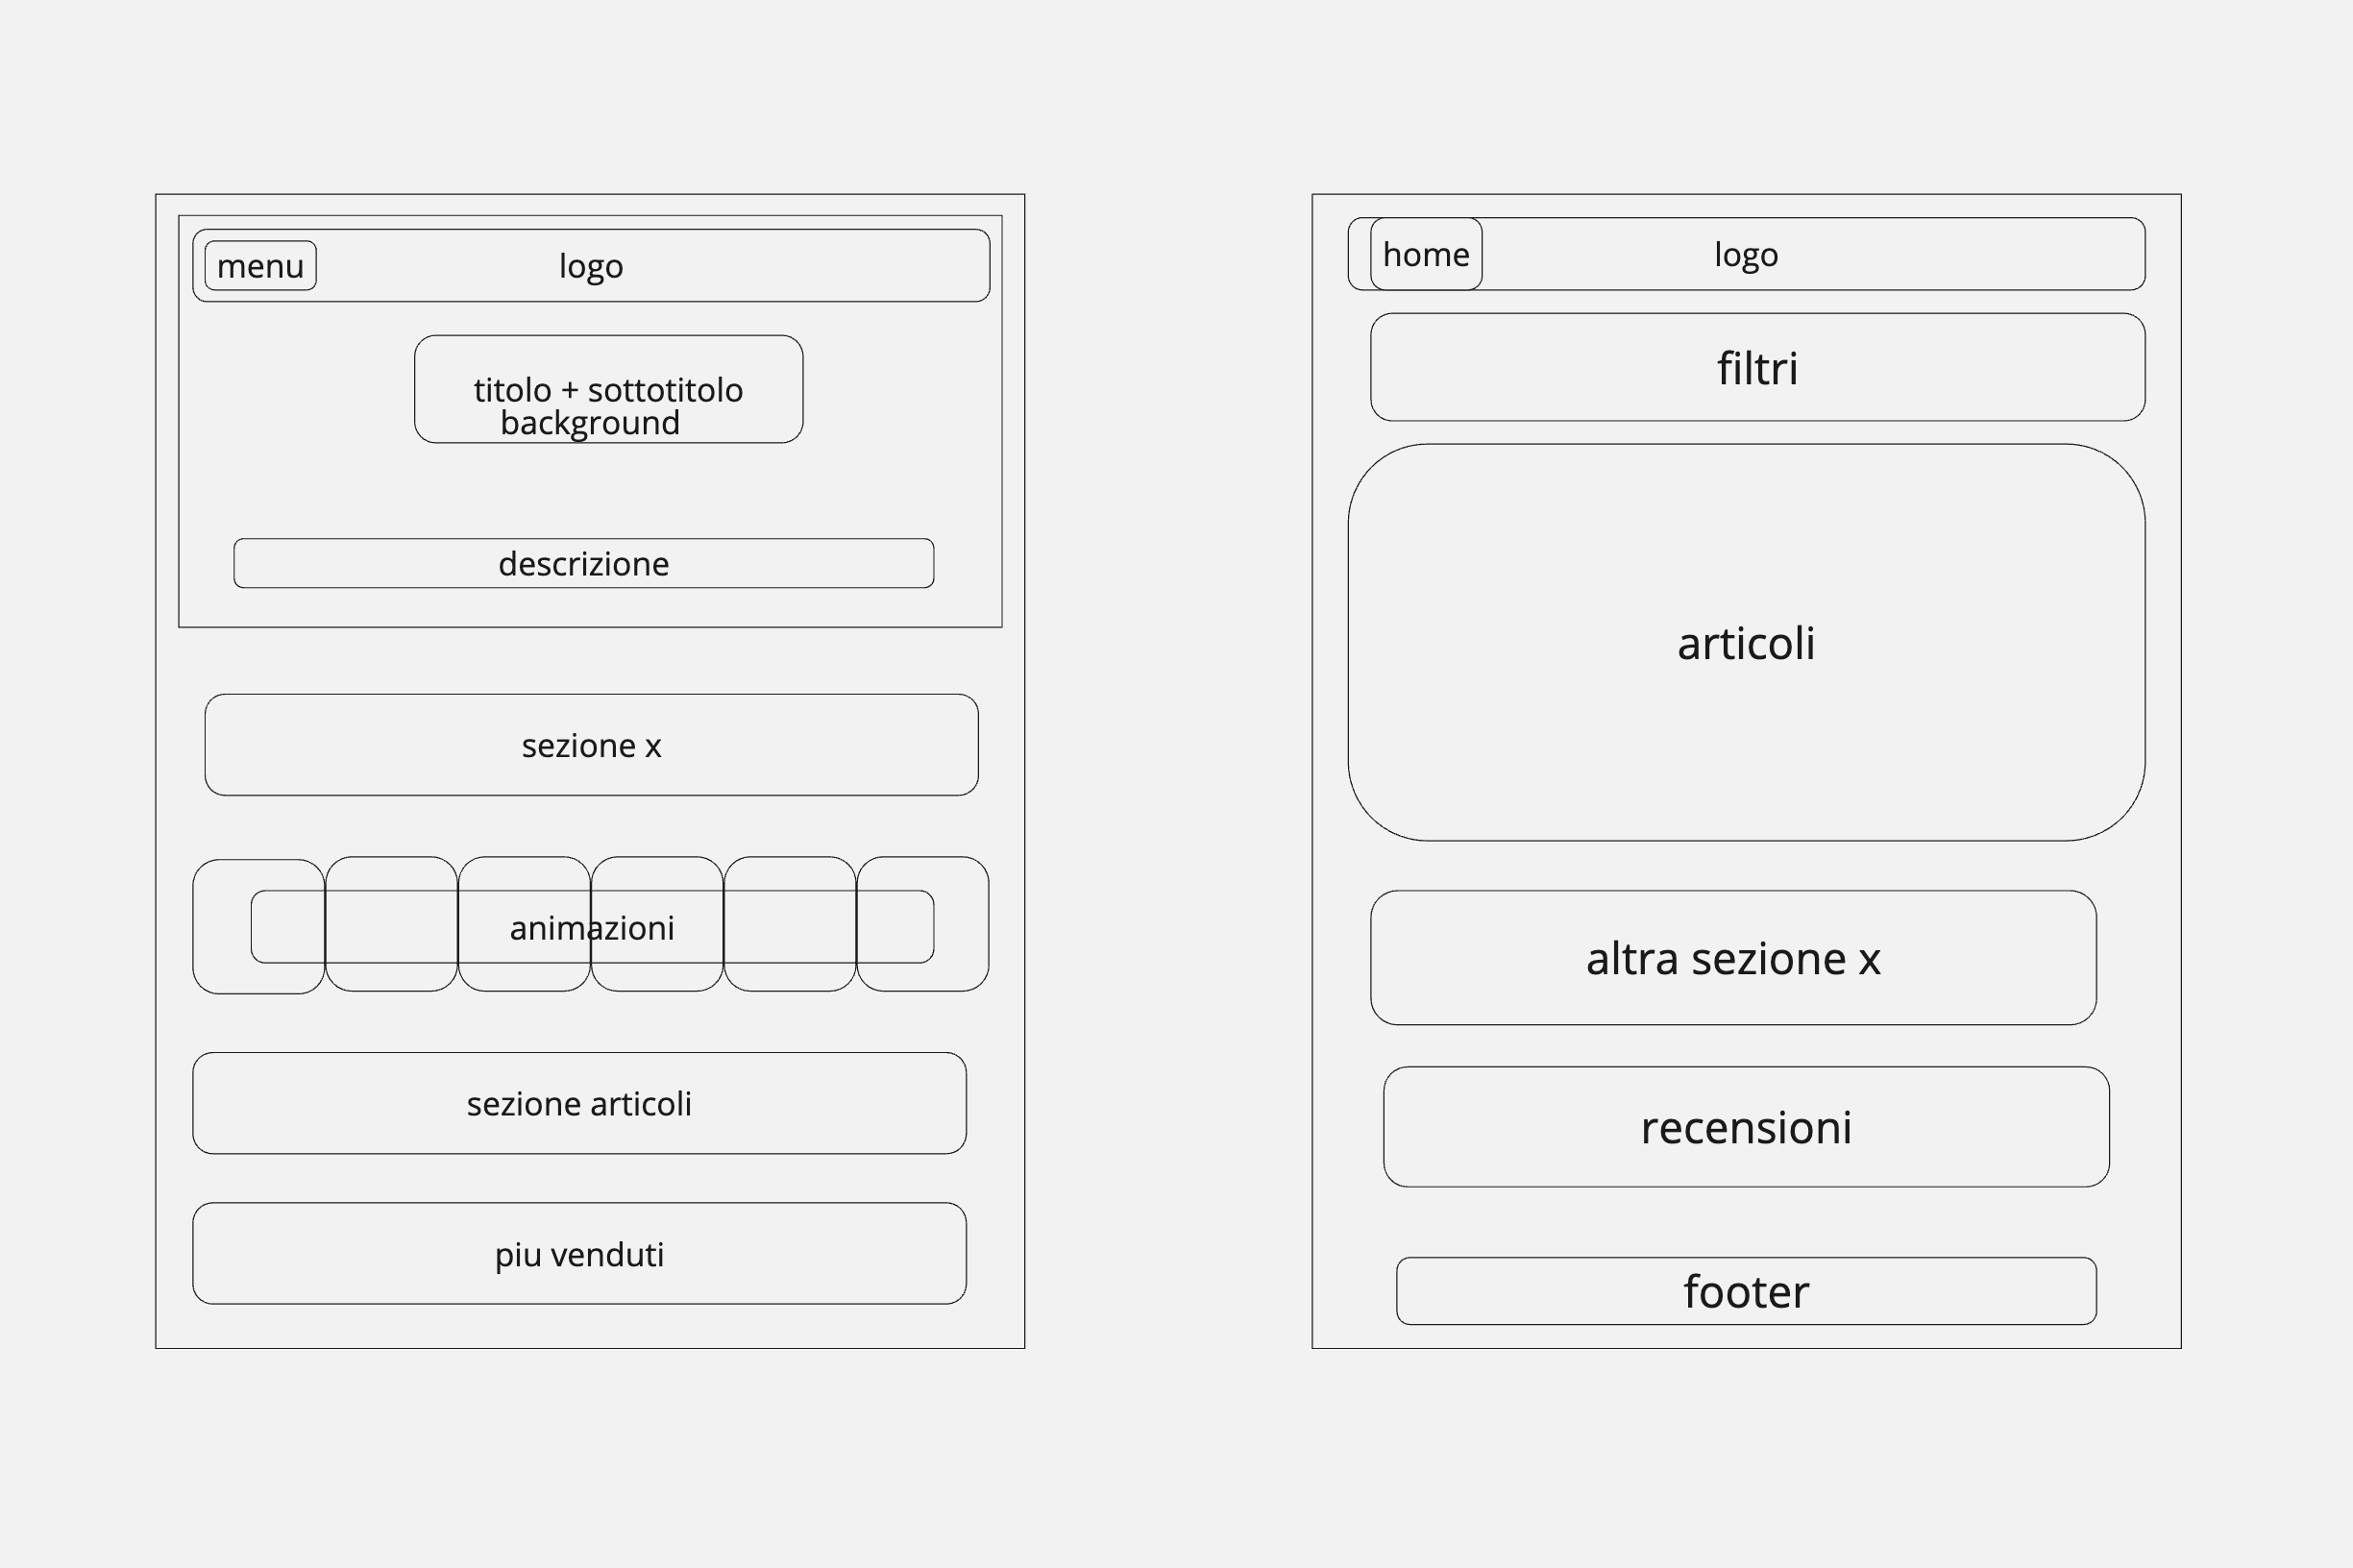 menu
logo
titolo + sottotitolo
background
descrizione
sezione x
animazioni
sezione articoli
piu venduti
home
logo
filtri
articoli
altra sezione x
recensioni
footer